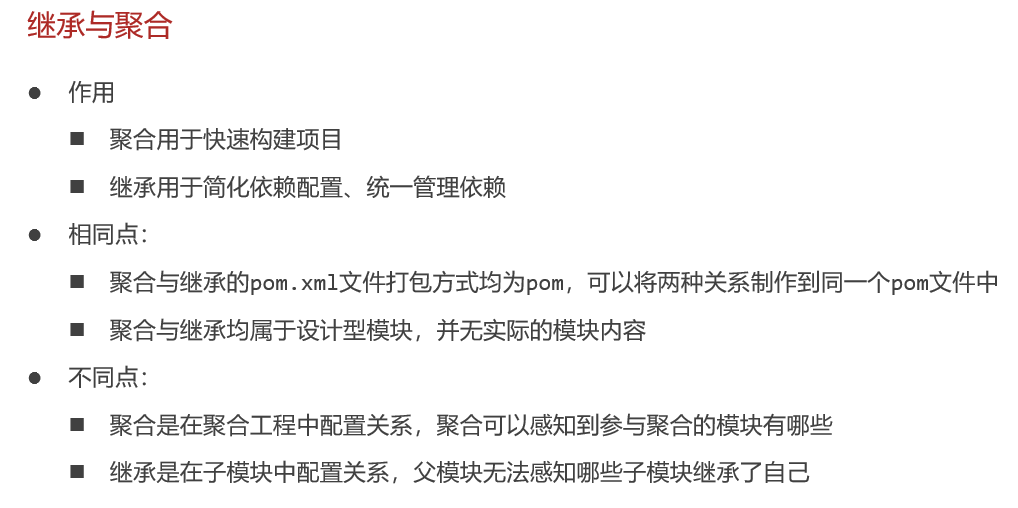 继承与聚合
● 作用
■ 聚合用于快速构建项目
■ 继承用于简化依赖配置、统一管理依赖
● 相同点：
■ 聚合与继承的pom.xml文件打包方式均为pom，可以将两种关系制作到同一个pom文件中
■ 聚合与继承均属于设计型模块，并无实际的模块内容
● 不同点：
■ 聚合是在聚合工程中配置关系，聚合可以感知到参与聚合的模块有哪些
■ 继承是在子模块中配置关系，父模块无法感知哪些子模块继承了自己